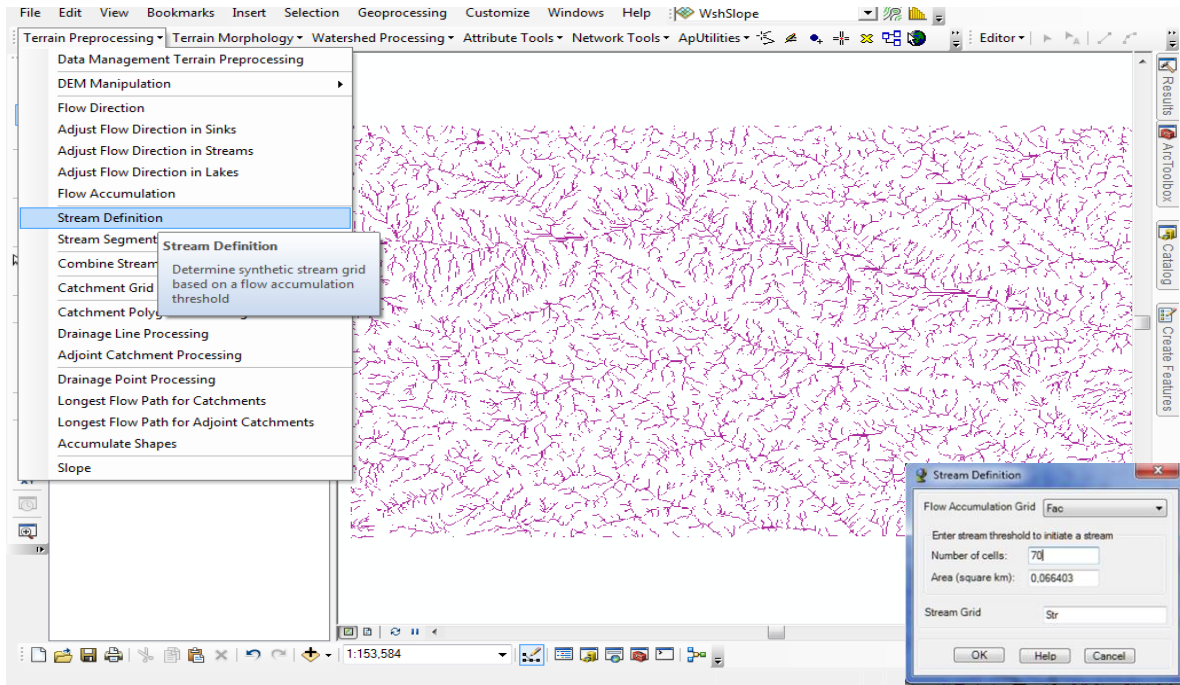 File Edit View Bookmarks Insert Selection Geoprocessing Customize Windows Help WshSlope
Terrain Preprocessing Terrain Morphology Watershed Processing Attribute Tools Network Tools ApUtilities Editor
Data Management Terrain Preprocessing
DEM Manipulation
Flow Direction
Adjust Flow Direction in Sinks
Adjust Flow Direction in Streams
Adjust Flow Direction in Lakes
Flow Accumulation
Stream Definition
Stream Segment
Combine Stream
Catchment Grid
Catchment Poly
Drainage Line Processing
Adjoint Catchment Processing
Drainage Point Processing
Longest Flow Path for Catchments
Longest Flow Path for Adjoint Catchments
Accumulate Shapes
Slope
Stream Definition
Determine synthetic stream grid
based on a flow accumulation
threshold
Results
ArcToolbox
Catalog
Create Features
Stream Definition
Flow Accumulation Grid Fac
Enter stream threshold to initiate a stream
Number of cells: 70
Area (square km): 0,066403
Stream Grid Str
OK Help Cancel
1:153,584